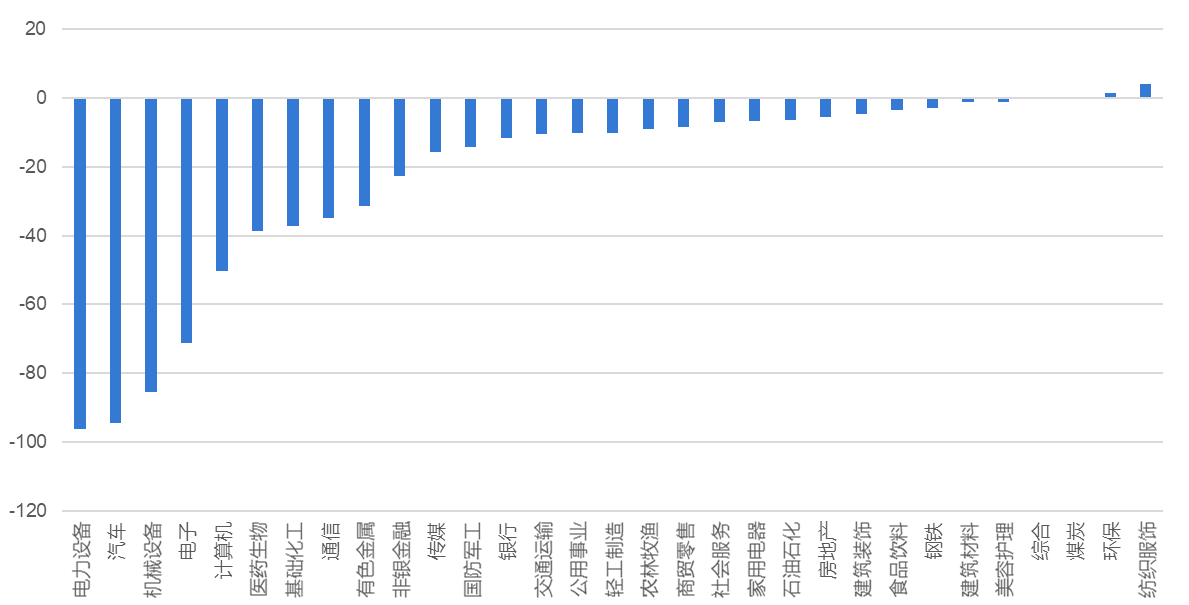 20
0
-20
-40
-60
-80
-100
-120
电力设备
汽车
机械设备
电子
计算机
医药生物
基础化工
通信
有色金属
非银金融
传媒
国防军工
银行
交通运输
公用事业
轻工制造
农林牧渔
商贸零售
社会服务
家用电器
石油石化
房地产
建筑装饰
食品饮料
钢铁
建筑材料
美容护理
综合
煤炭
环保
纺织服饰